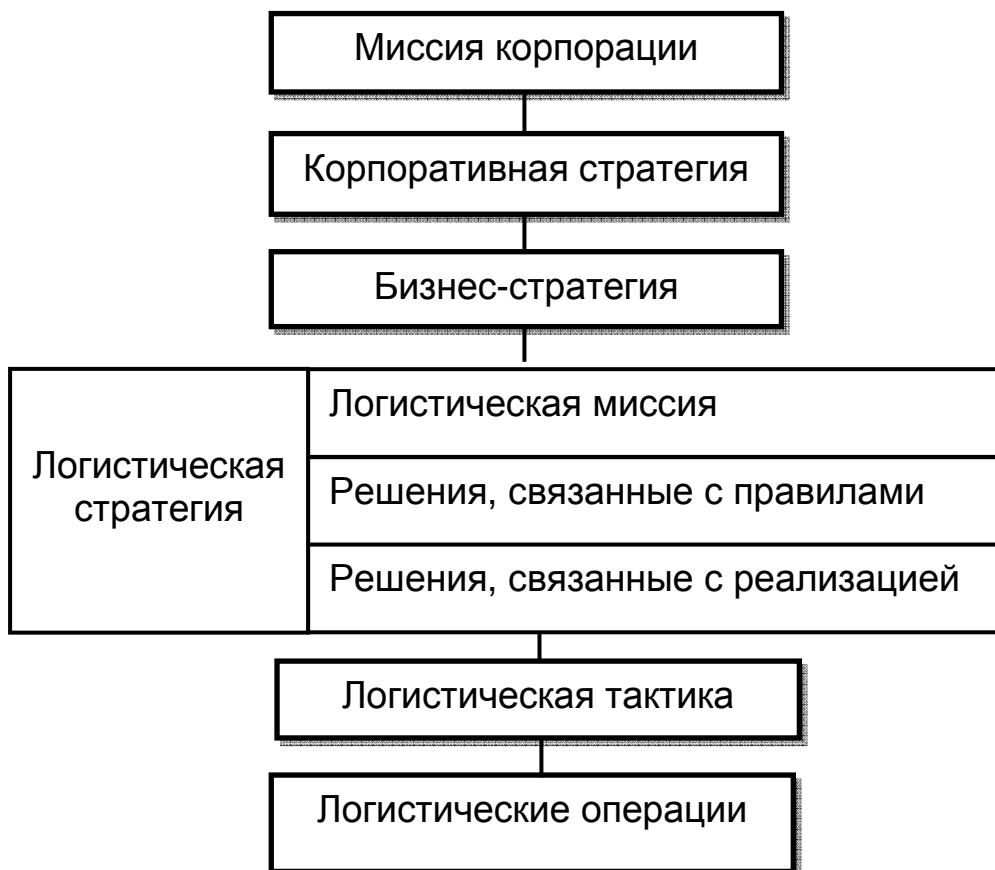 Миссия корпорации
Корпоративная стратегия
Бизнес-стратегия
Логистическая
стратегия
Логистическая миссия
Решения, связанные с правилами
Решения, связанные с реализацией
Логистическая тактика
Логистические операции